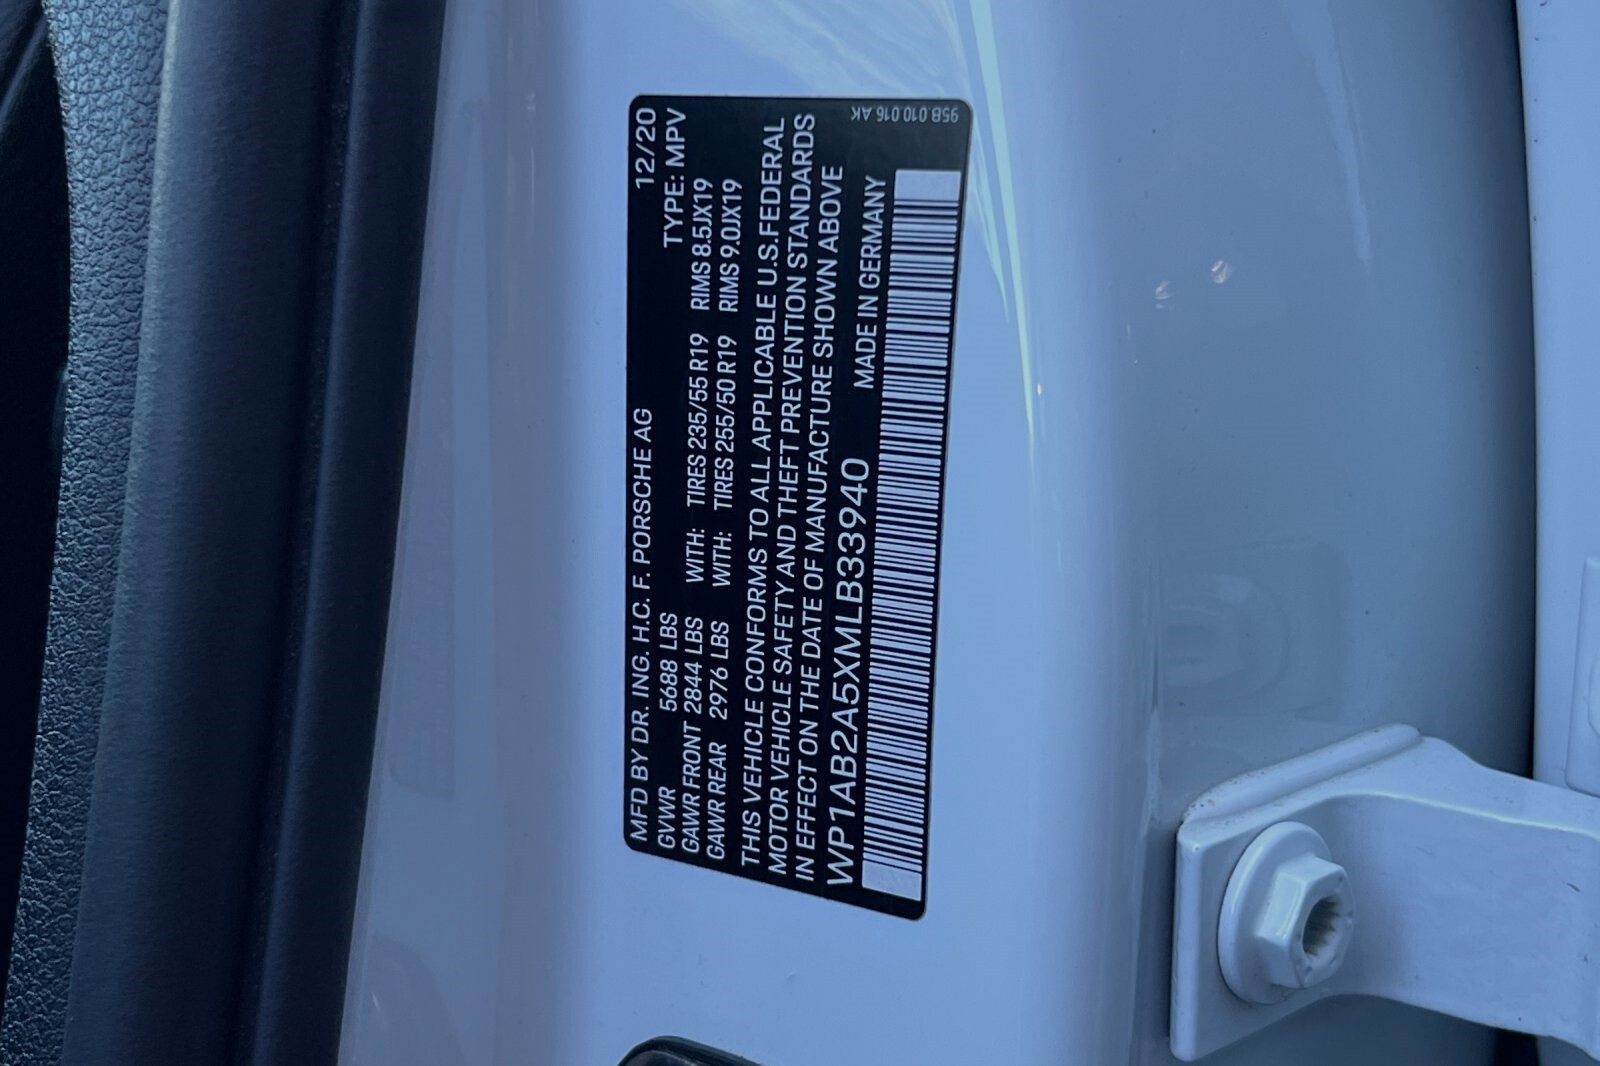 MFD BY DR. ING. H.C. F. PORSCHE AG 12/20
GVWR 5688 LBS TYPE: MPV
GAWR FRONT 2844 LBS WITH: TIRES 235/55 R19 RIMS 8.5JX19
GAWR REAR 2976 LBS WITH: TIRES 255/50 R19 RIMS 9.0JX19
THIS VEHICLE CONFORMS TO ALL APPLICABLE U.S.FEDERAL
MOTOR VEHICLE SAFETY AND THEFT PREVENTION STANDARDS
IN EFFECT ON THE DATE OF MANUFACTURE SHOWN ABOVE
WP1AB2A5XMLB33940 MADE IN GERMANY
95B.010.016.AK